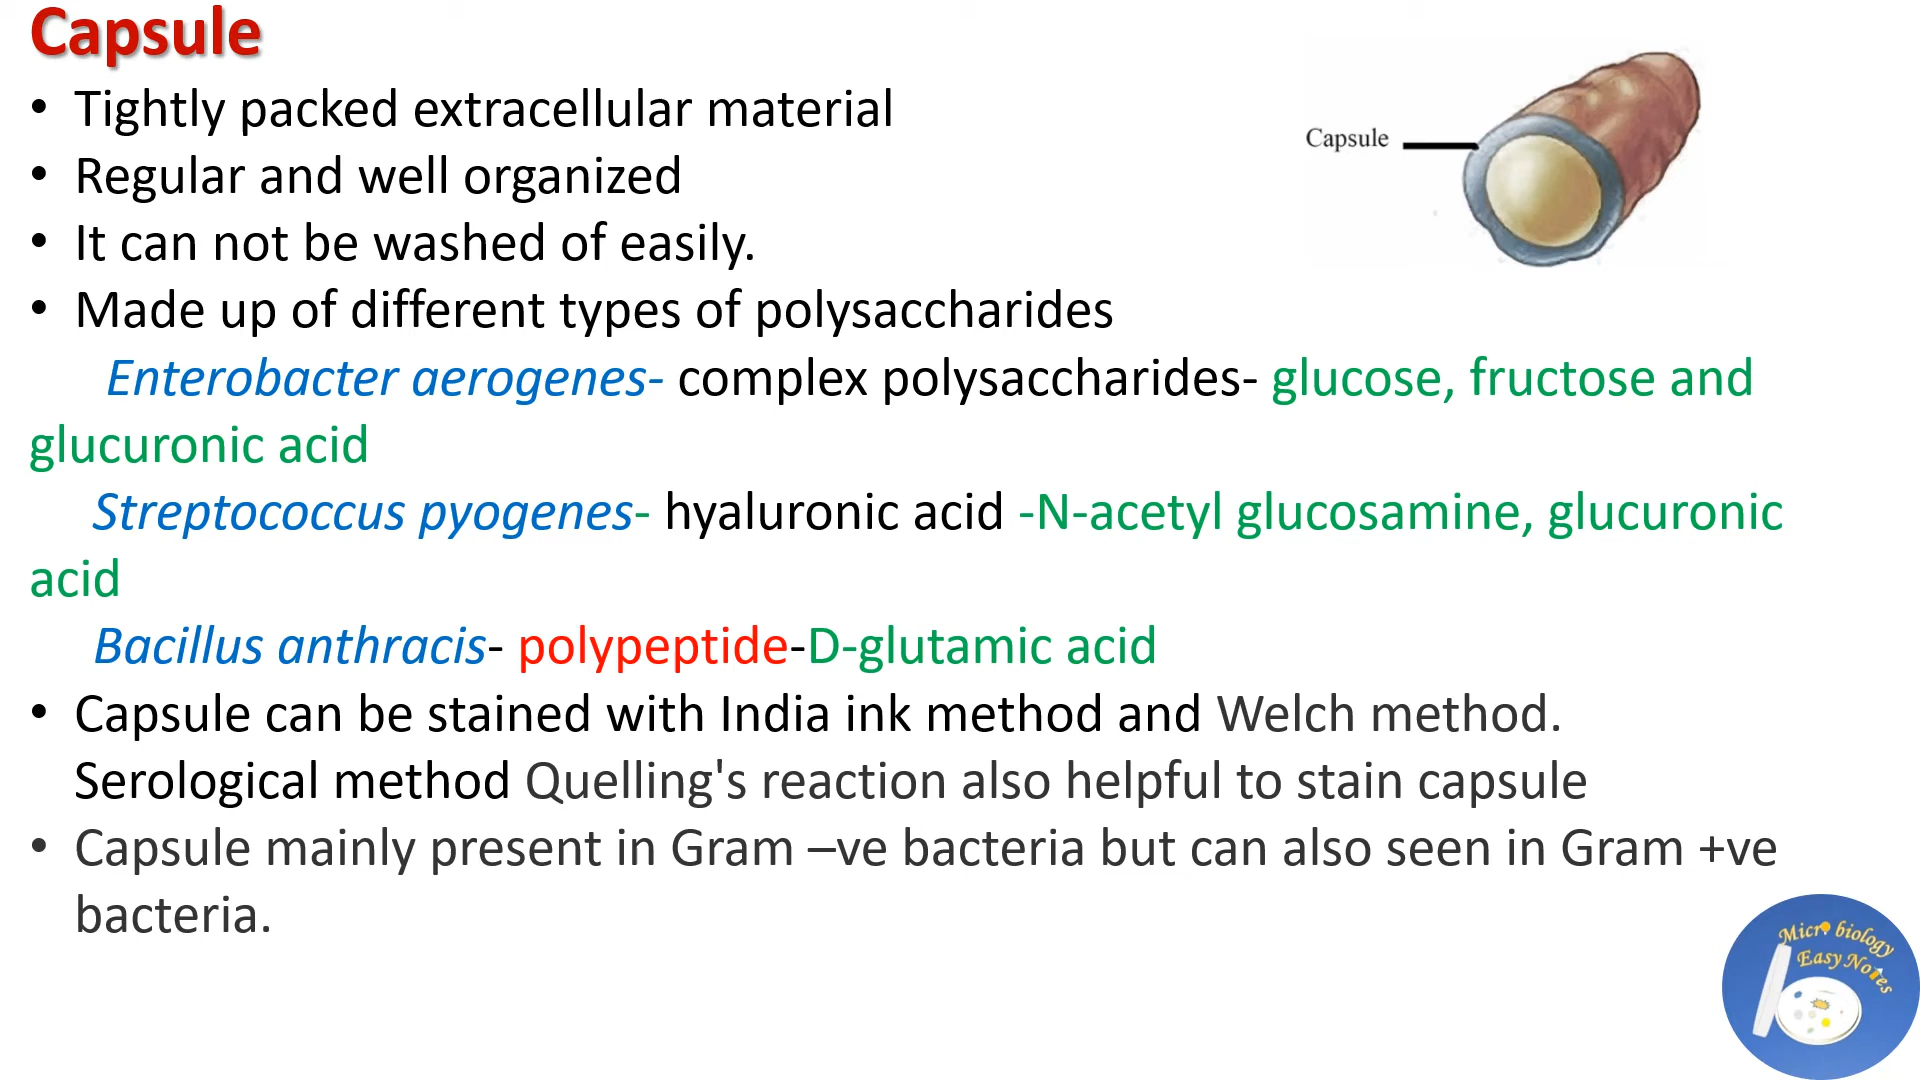 Capsule
• Tightly packed extracellular material
Capsule
• Regular and well organized
• It can not be washed of easily.
• Made up of different types of polysaccharides
Enterobacter aerogenes- complex polysaccharides- glucose, fructose and
glucuronic acid
Streptococcus pyogenes- hyaluronic acid -N-acetyl glucosamine, glucuronic
acid
Bacillus anthracis- polypeptide-D-glutamic acid
• Capsule can be stained with India ink method and Welch method.
Serological method Quelling's reaction also helpful to stain capsule
• Capsule mainly present in Gram –ve bacteria but can also seen in Gram +ve
bacteria.
Micro biology
Easy Notes